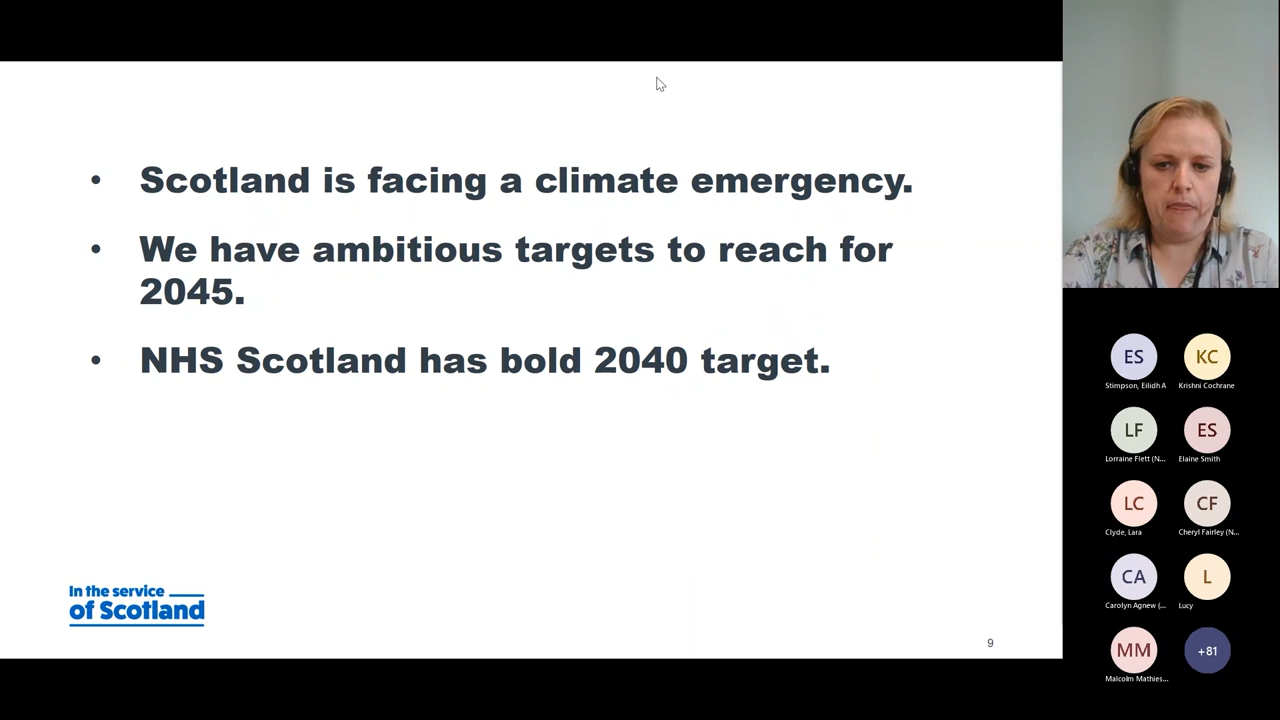 • Scotland is facing a climate emergency.
• We have ambitious targets to reach for
2045.
• NHS Scotland has bold 2040 target.
In the service
of Scotland
9
ES
Stimpson, Eilidh A
KC
Krishni Cochrane
LF
Lorraine Flett (N...
ES
Elaine Smith
LC
Clyde, Lara
CF
Cheryl Fairley (N...
CA
Carolyn Agnew (...
L
Lucy
MM
Malcolm Mathies...
+81